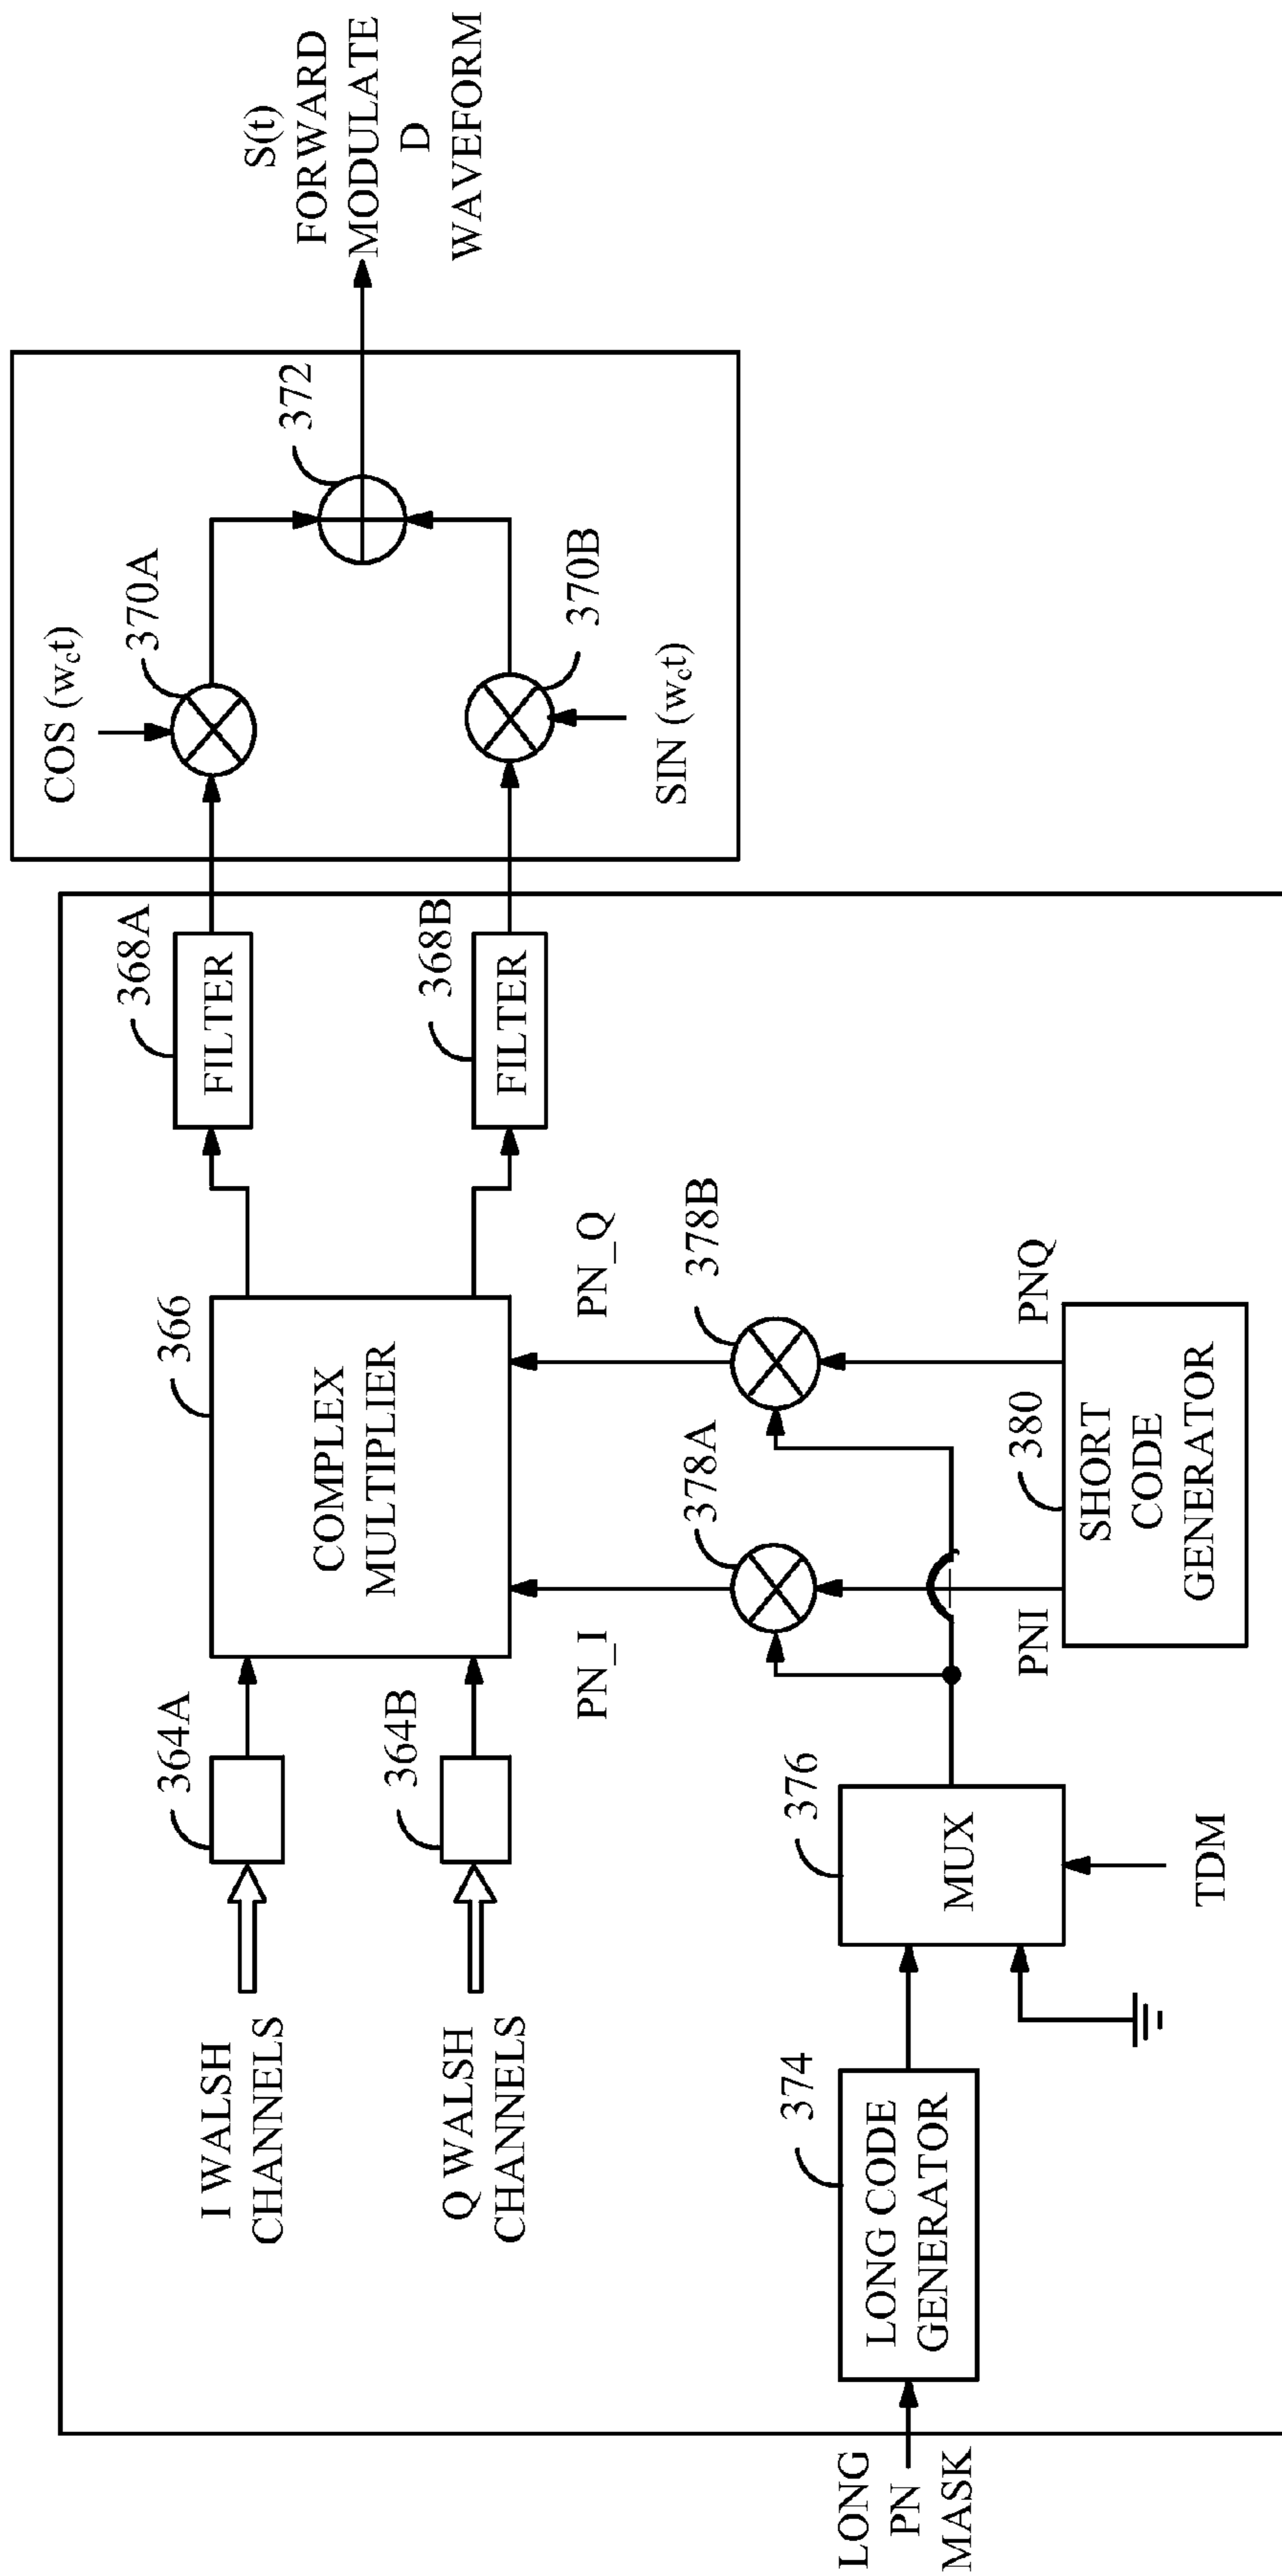 I WALSH
CHANNELS
364A
Q WALSH
CHANNELS
364B
366
COMPLEX
MULTIPLIER
368A
FILTER
368B
FILTER
COS (wct)
370A
372
370B
SIN (wct)
S(t)
FORWARD
MODULATE
D
WAVEFORM
PN_I
PN_Q
378A
378B
LONG
PN
MASK
374
LONG CODE
GENERATOR
376
MUX
TDM
PNI
PNQ
380
SHORT
CODE
GENERATOR